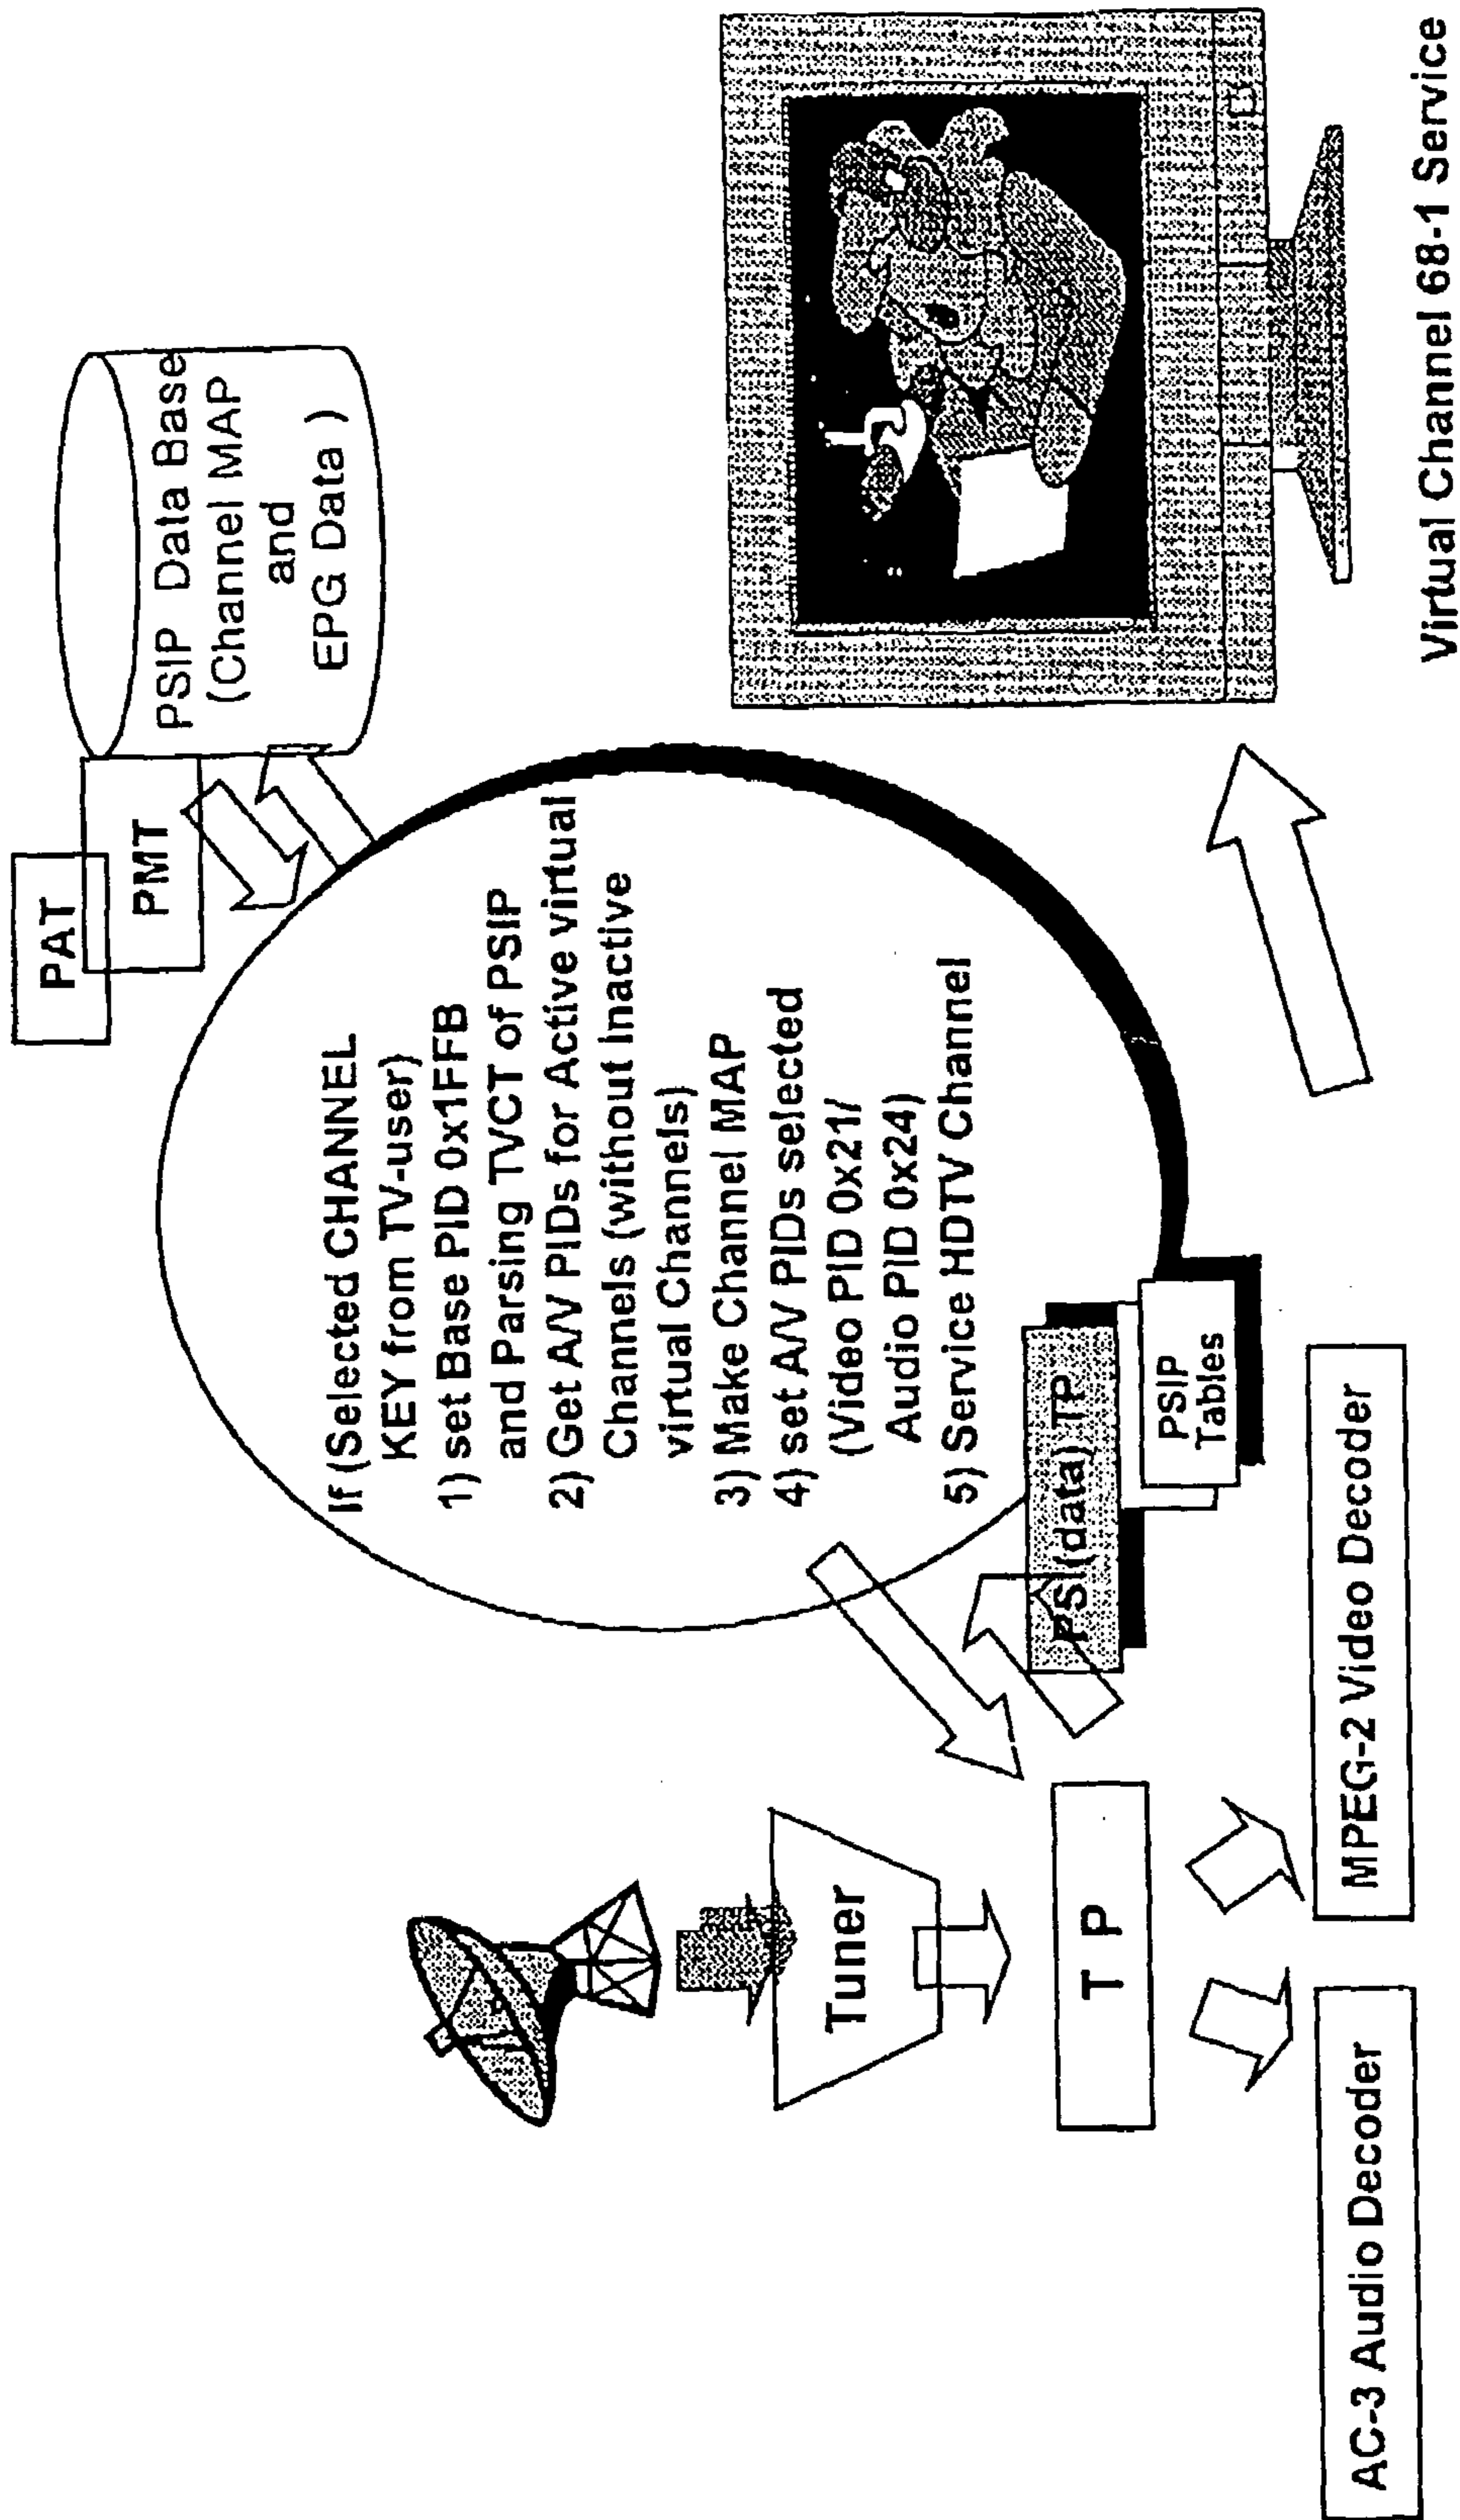 PAT
PMT
PSIP Data Base
(Channel MAP
and
EPG Data )
If (Selected CHANNEL
KEY from TV-user)
1) set Base PID 0x1FFB
and Parsing TVCT of PSIP
2) Get A/V PIDs for Active virtual
Channels (without Inactive
virtual Channels)
3) Make Channel MAP
4) set A/V PIDs selected
(Video PID 0x21/
Audio PID 0x24)
5) Service HDTV Channel
Tuner
T P
PSI(data) TP
PSIP
Tables
AC-3 Audio Decoder
MPEG-2 Video Decoder
Virtual Channel 68-1 Service